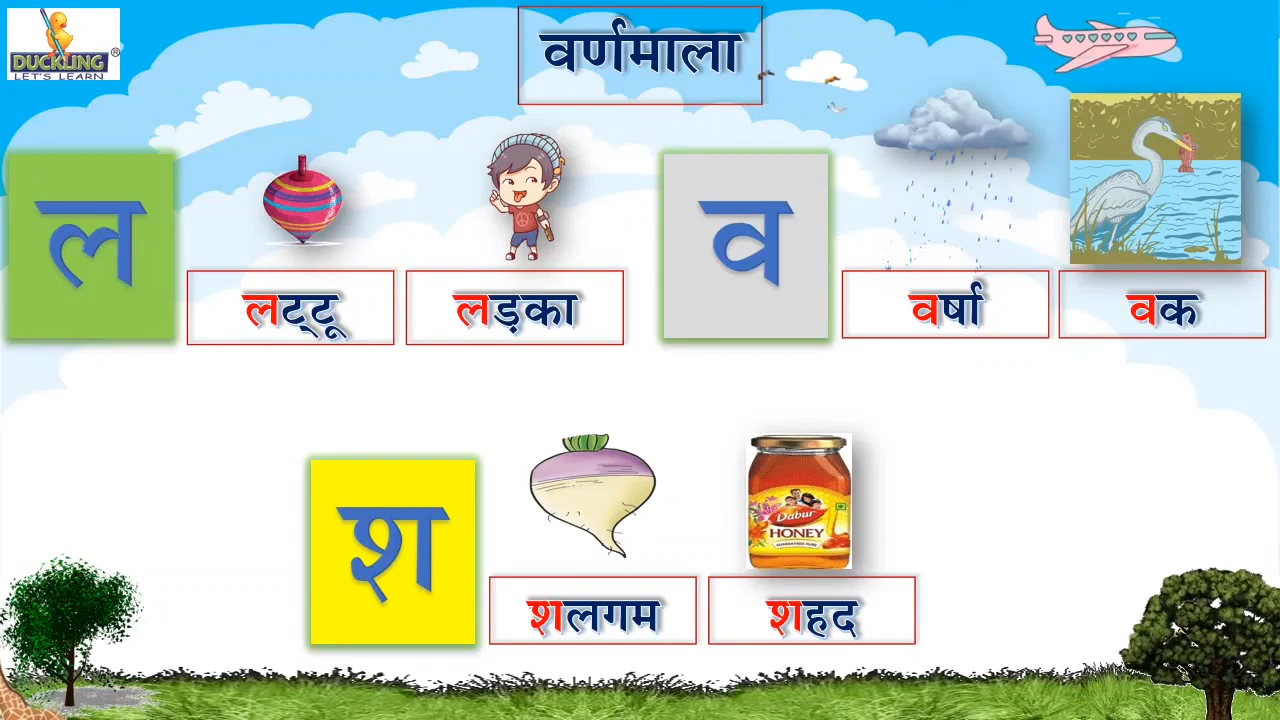 DUCKLING®
LET'S LEARN
वर्णमाला
ल
लट्टू
लड़का
व
वर्षा
वक
श
शलगम
शहद
Dabur
HONEY